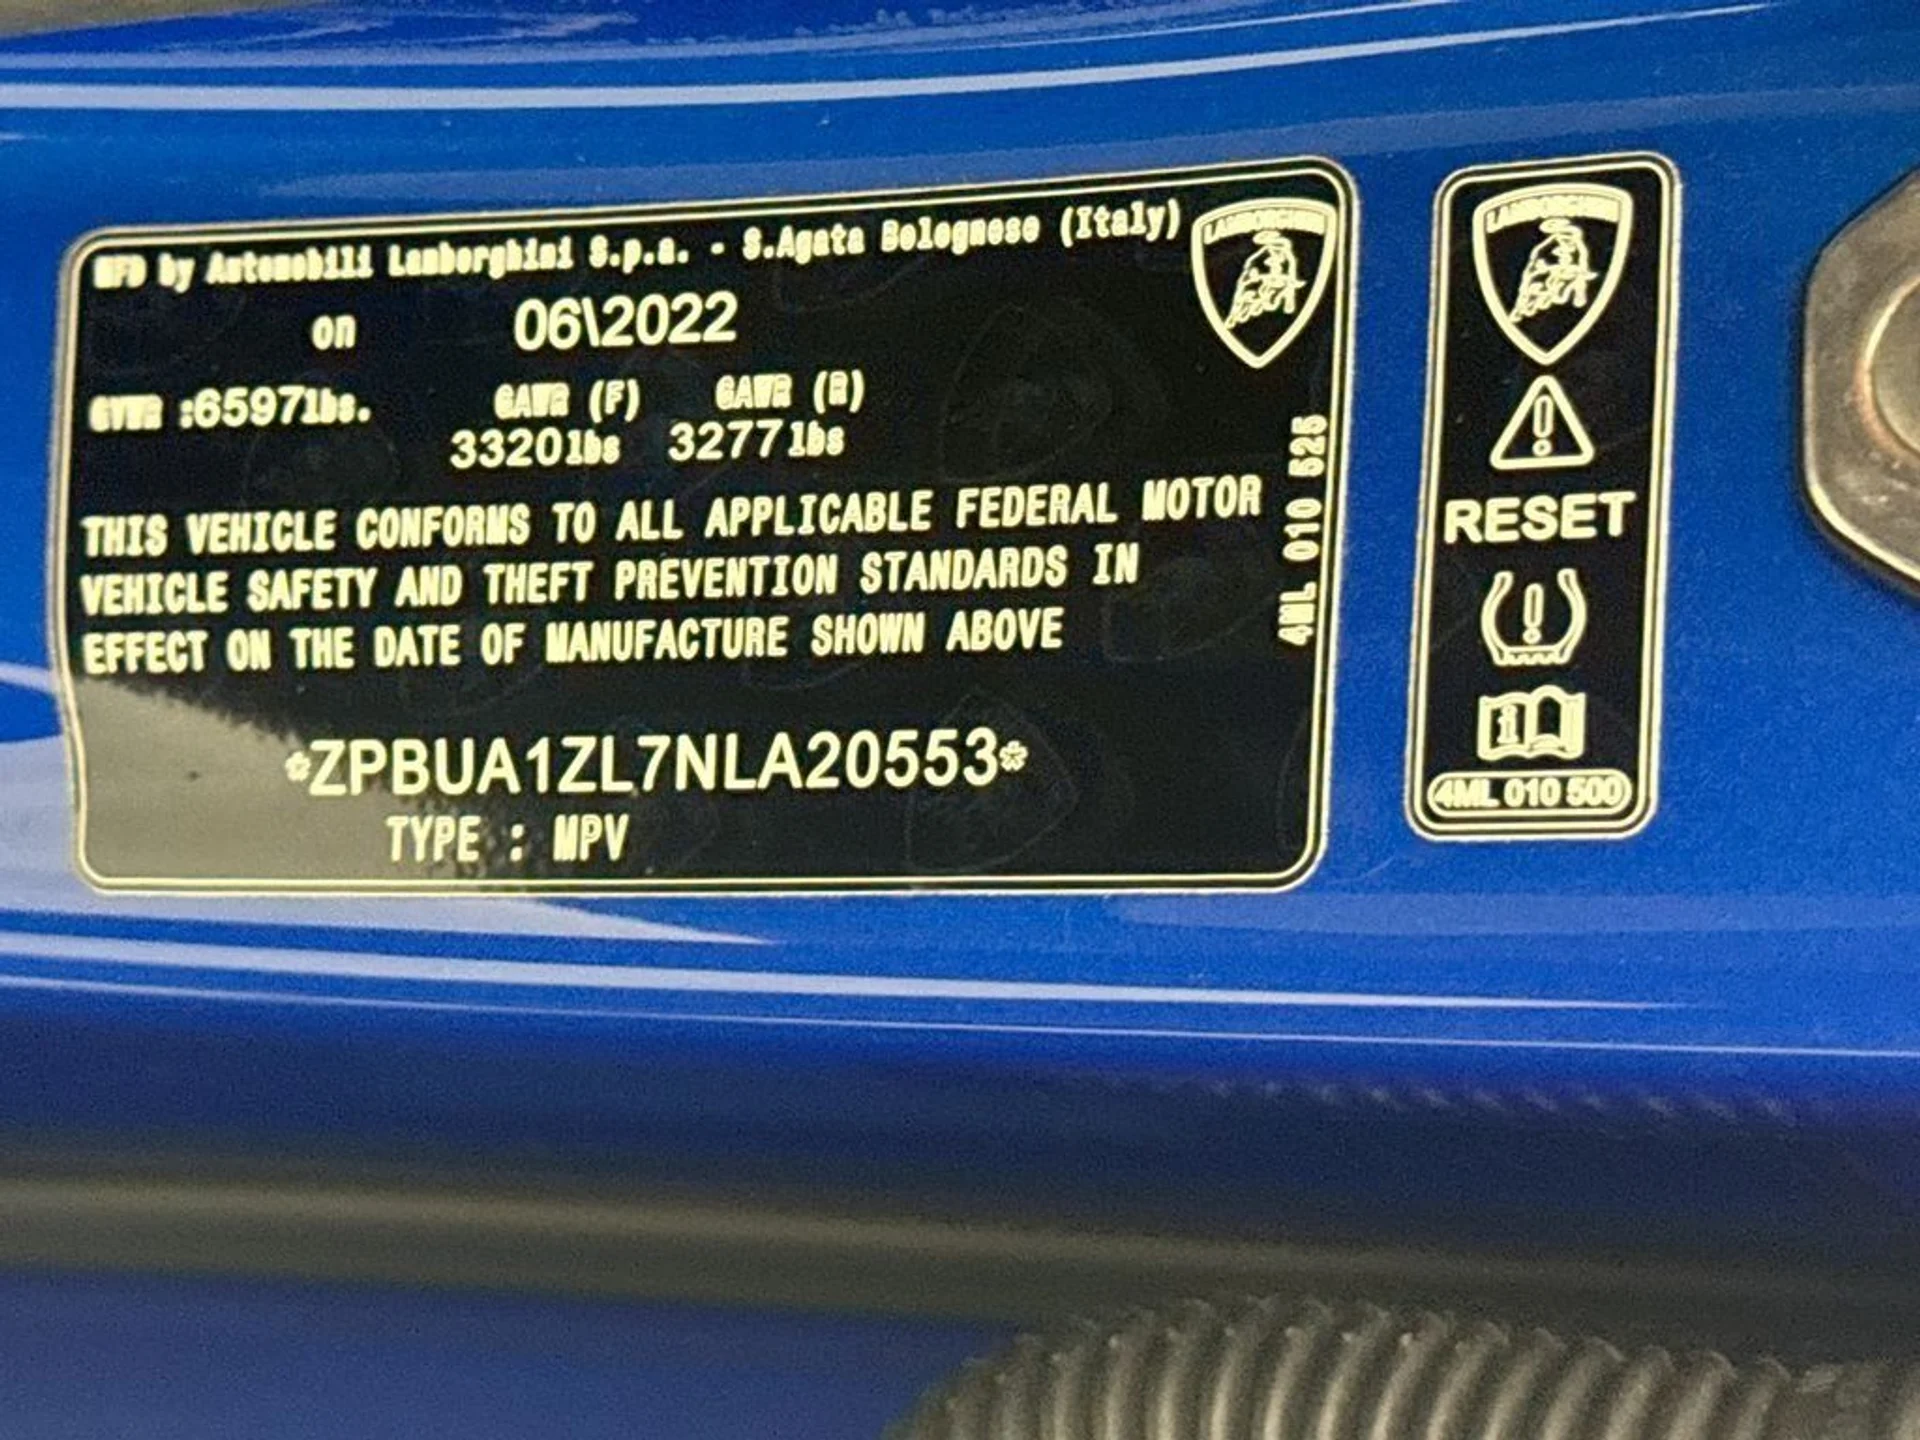 MFD by Automobili Lamborghini S.p.a. - S.Agata Bolognese (Italy)
on 06\2022
GVWR :6597lbs. GAWR (F) GAWR (R)
3320lbs 3277lbs
THIS VEHICLE CONFORMS TO ALL APPLICABLE FEDERAL MOTOR
VEHICLE SAFETY AND THEFT PREVENTION STANDARDS IN
EFFECT ON THE DATE OF MANUFACTURE SHOWN ABOVE
*ZPBUA1ZL7NLA20553*
TYPE : MPV
4ML 010 525
LAMBORGHINI
LAMBORGHINI
RESET
4ML 010 500